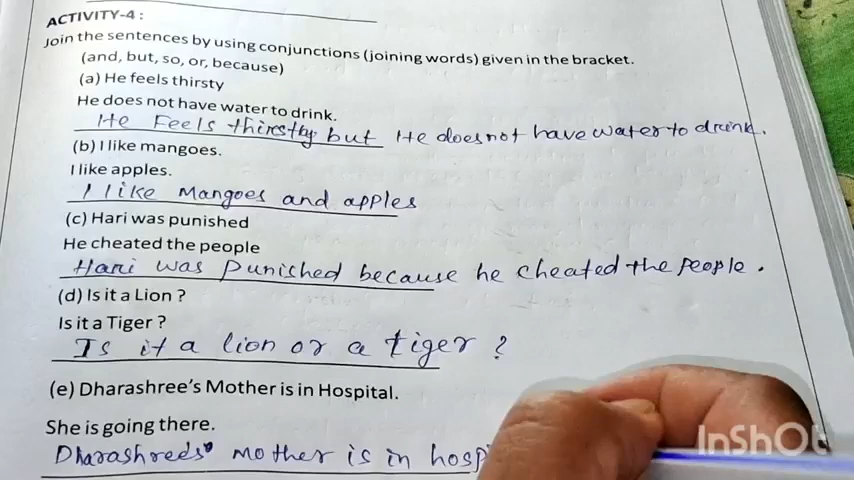 ACTIVITY-4 :
Join the sentences by using conjunctions (joining words) given in the bracket.
(and, but, so, or, because)
(a) He feels thirsty
He does not have water to drink.
He Feels thirsty but He does not have water to drink.
(b) I like mangoes.
I like apples.
I like Mangoes and apples
(c) Hari was punished
He cheated the people
Hari was Punished because he cheated the People.
(d) Is it a Lion ?
Is it a Tiger ?
Is it a lion or a tiger ?
(e) Dharashree's Mother is in Hospital.
She is going there.
mother is in hosp
InShOt